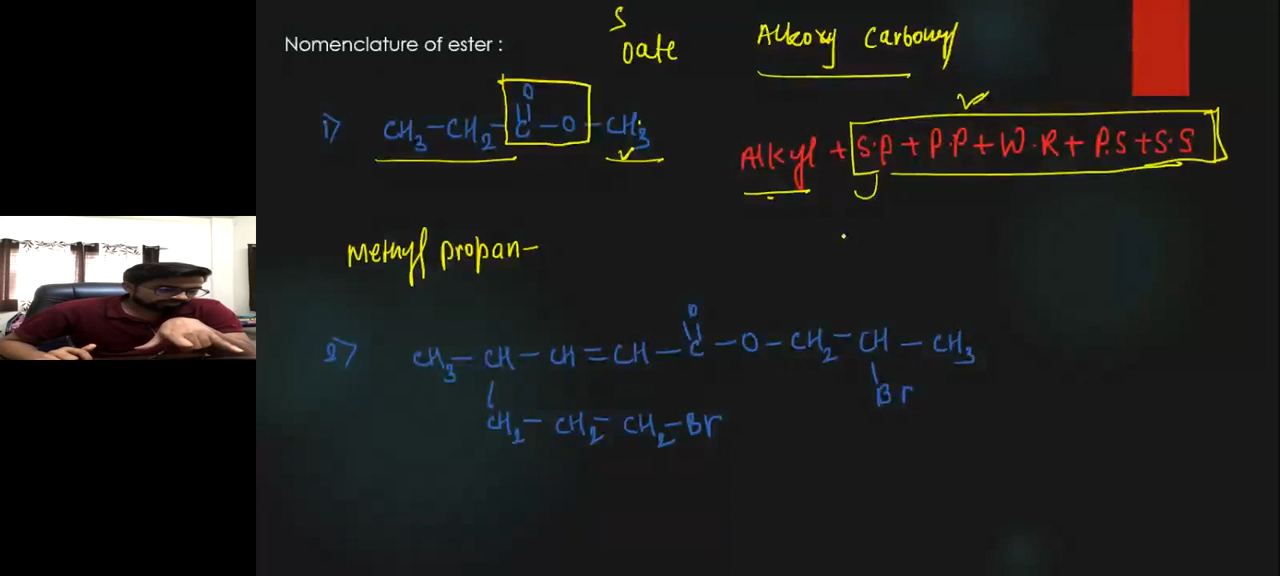 Nomenclature of ester :
S
Oate
Alkoxy Carbonyl
1) CH3-CH2-C-O-CH3
O
Alkyl + S.P + P.P + W.R + P.S + S.S
Methyl propan-
2) CH3-CH-CH=CH-C-O-CH2-CH-CH3
O
Br
CH2-CH2-CH2-Br